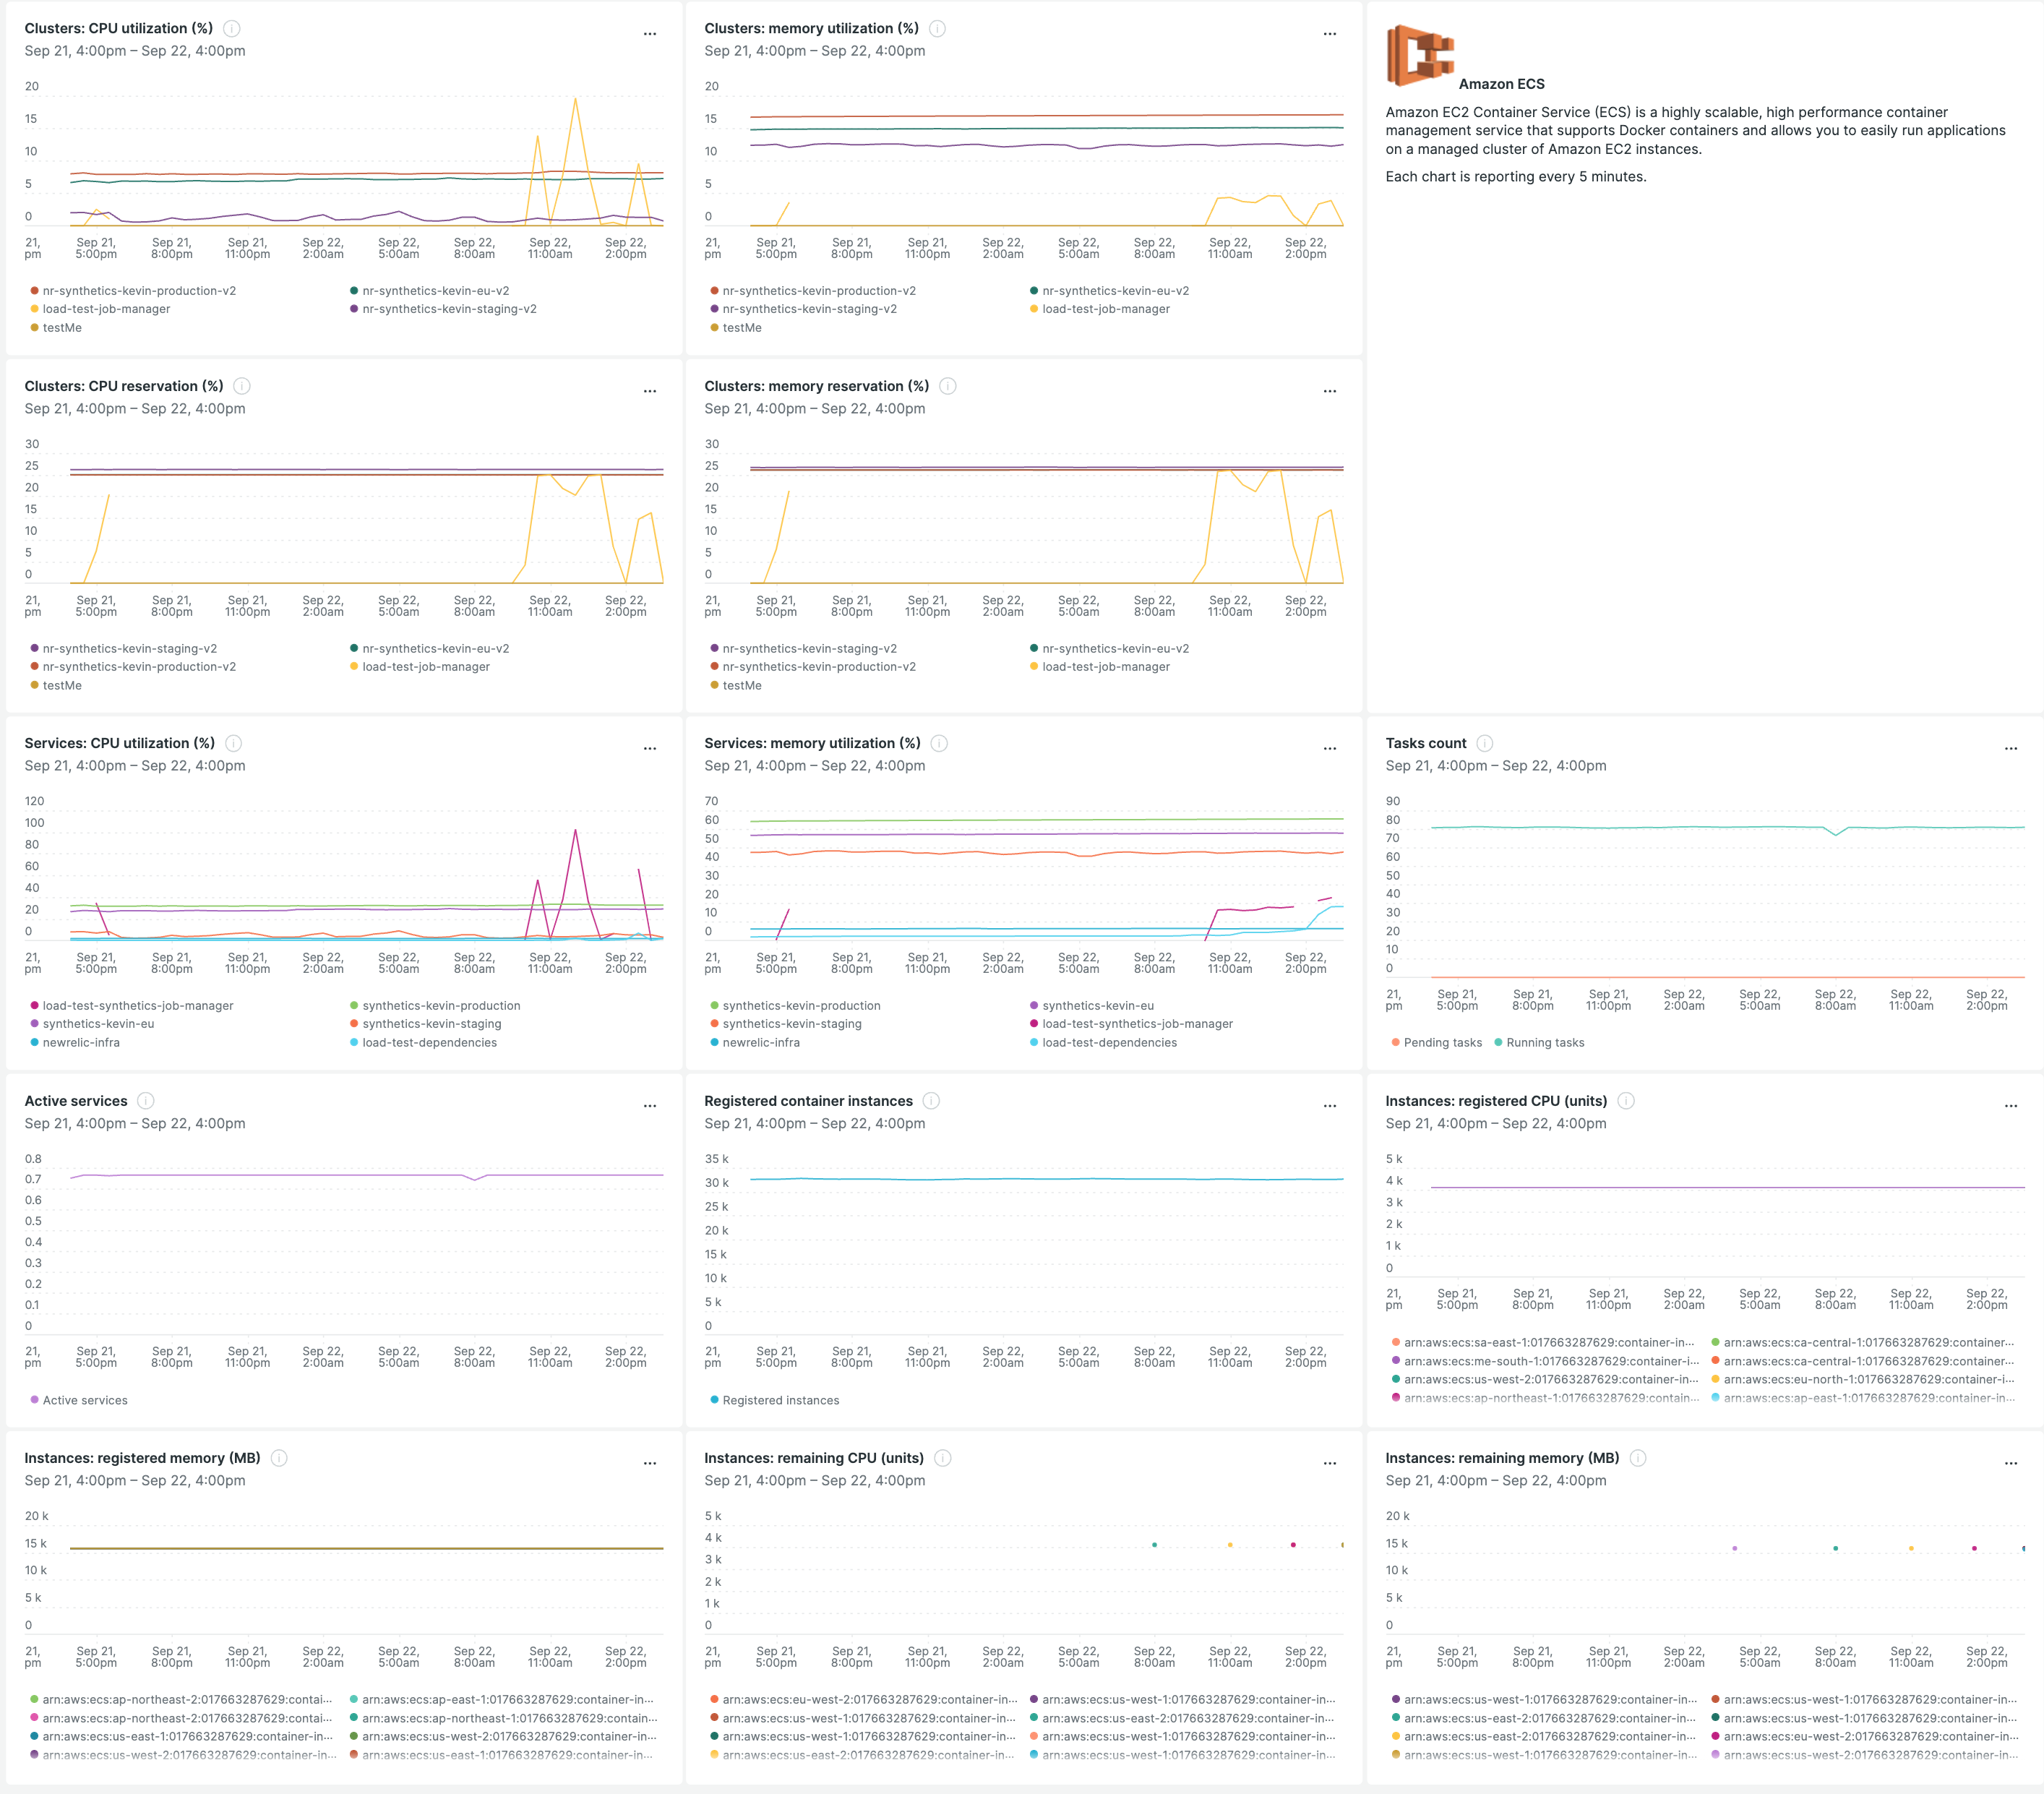 Clusters: CPU utilization (%)
Sep 21, 4:00pm – Sep 22, 4:00pm
20
15
10
5
0
21, pm
Sep 21, 5:00pm
Sep 21, 8:00pm
Sep 21, 11:00pm
Sep 22, 2:00am
Sep 22, 5:00am
Sep 22, 8:00am
Sep 22, 11:00am
Sep 22, 2:00pm
nr-synthetics-kevin-production-v2
nr-synthetics-kevin-eu-v2
load-test-job-manager
nr-synthetics-kevin-staging-v2
testMe
Clusters: memory utilization (%)
Sep 21, 4:00pm – Sep 22, 4:00pm
20
15
10
5
0
21, pm
Sep 21, 5:00pm
Sep 21, 8:00pm
Sep 21, 11:00pm
Sep 22, 2:00am
Sep 22, 5:00am
Sep 22, 8:00am
Sep 22, 11:00am
Sep 22, 2:00pm
nr-synthetics-kevin-production-v2
nr-synthetics-kevin-eu-v2
nr-synthetics-kevin-staging-v2
load-test-job-manager
testMe
Amazon ECS
Amazon EC2 Container Service (ECS) is a highly scalable, high performance container
management service that supports Docker containers and allows you to easily run applications
on a managed cluster of Amazon EC2 instances.
Each chart is reporting every 5 minutes.
Clusters: CPU reservation (%)
Sep 21, 4:00pm – Sep 22, 4:00pm
30
25
20
15
10
5
0
21, pm
Sep 21, 5:00pm
Sep 21, 8:00pm
Sep 21, 11:00pm
Sep 22, 2:00am
Sep 22, 5:00am
Sep 22, 8:00am
Sep 22, 11:00am
Sep 22, 2:00pm
nr-synthetics-kevin-staging-v2
nr-synthetics-kevin-eu-v2
nr-synthetics-kevin-production-v2
load-test-job-manager
testMe
Clusters: memory reservation (%)
Sep 21, 4:00pm – Sep 22, 4:00pm
30
25
20
15
10
5
0
21, pm
Sep 21, 5:00pm
Sep 21, 8:00pm
Sep 21, 11:00pm
Sep 22, 2:00am
Sep 22, 5:00am
Sep 22, 8:00am
Sep 22, 11:00am
Sep 22, 2:00pm
nr-synthetics-kevin-staging-v2
nr-synthetics-kevin-eu-v2
nr-synthetics-kevin-production-v2
load-test-job-manager
testMe
Services: CPU utilization (%)
Sep 21, 4:00pm – Sep 22, 4:00pm
120
100
80
60
40
20
0
21, pm
Sep 21, 5:00pm
Sep 21, 8:00pm
Sep 21, 11:00pm
Sep 22, 2:00am
Sep 22, 5:00am
Sep 22, 8:00am
Sep 22, 11:00am
Sep 22, 2:00pm
load-test-synthetics-job-manager
synthetics-kevin-production
synthetics-kevin-eu
synthetics-kevin-staging
newrelic-infra
load-test-dependencies
Services: memory utilization (%)
Sep 21, 4:00pm – Sep 22, 4:00pm
70
60
50
40
30
20
10
0
21, pm
Sep 21, 5:00pm
Sep 21, 8:00pm
Sep 21, 11:00pm
Sep 22, 2:00am
Sep 22, 5:00am
Sep 22, 8:00am
Sep 22, 11:00am
Sep 22, 2:00pm
synthetics-kevin-production
synthetics-kevin-eu
synthetics-kevin-staging
load-test-synthetics-job-manager
newrelic-infra
load-test-dependencies
Tasks count
Sep 21, 4:00pm – Sep 22, 4:00pm
90
80
70
60
50
40
30
20
10
0
21, pm
Sep 21, 5:00pm
Sep 21, 8:00pm
Sep 21, 11:00pm
Sep 22, 2:00am
Sep 22, 5:00am
Sep 22, 8:00am
Sep 22, 11:00am
Sep 22, 2:00pm
Pending tasks
Running tasks
Active services
Sep 21, 4:00pm – Sep 22, 4:00pm
0.8
0.7
0.6
0.5
0.4
0.3
0.2
0.1
0
21, pm
Sep 21, 5:00pm
Sep 21, 8:00pm
Sep 21, 11:00pm
Sep 22, 2:00am
Sep 22, 5:00am
Sep 22, 8:00am
Sep 22, 11:00am
Sep 22, 2:00pm
Active services
Registered container instances
Sep 21, 4:00pm – Sep 22, 4:00pm
35 k
30 k
25 k
20 k
15 k
10 k
5 k
0
21, pm
Sep 21, 5:00pm
Sep 21, 8:00pm
Sep 21, 11:00pm
Sep 22, 2:00am
Sep 22, 5:00am
Sep 22, 8:00am
Sep 22, 11:00am
Sep 22, 2:00pm
Registered instances
Instances: registered CPU (units)
Sep 21, 4:00pm – Sep 22, 4:00pm
5 k
4 k
3 k
2 k
1 k
0
21, pm
Sep 21, 5:00pm
Sep 21, 8:00pm
Sep 21, 11:00pm
Sep 22, 2:00am
Sep 22, 5:00am
Sep 22, 8:00am
Sep 22, 11:00am
Sep 22, 2:00pm
arn:aws:ecs:sa-east-1:017663287629:container-in...
arn:aws:ecs:ca-central-1:017663287629:container...
arn:aws:ecs:me-south-1:017663287629:container-i...
arn:aws:ecs:ca-central-1:017663287629:container...
arn:aws:ecs:us-west-2:017663287629:container-in...
arn:aws:ecs:eu-north-1:017663287629:container-i...
arn:aws:ecs:ap-northeast-1:017663287629:contain...
arn:aws:ecs:ap-east-1:017663287629:container-in...
Instances: registered memory (MB)
Sep 21, 4:00pm – Sep 22, 4:00pm
20 k
15 k
10 k
5 k
0
21, pm
Sep 21, 5:00pm
Sep 21, 8:00pm
Sep 21, 11:00pm
Sep 22, 2:00am
Sep 22, 5:00am
Sep 22, 8:00am
Sep 22, 11:00am
Sep 22, 2:00pm
arn:aws:ecs:ap-northeast-2:017663287629:contai...
arn:aws:ecs:ap-east-1:017663287629:container-in...
arn:aws:ecs:ap-northeast-2:017663287629:contai...
arn:aws:ecs:ap-northeast-1:017663287629:contain...
arn:aws:ecs:us-east-1:017663287629:container-in...
arn:aws:ecs:us-west-2:017663287629:container-in...
arn:aws:ecs:us-west-2:017663287629:container-in...
arn:aws:ecs:us-east-1:017663287629:container-in...
Instances: remaining CPU (units)
Sep 21, 4:00pm – Sep 22, 4:00pm
5 k
4 k
3 k
2 k
1 k
0
21, pm
Sep 21, 5:00pm
Sep 21, 8:00pm
Sep 21, 11:00pm
Sep 22, 2:00am
Sep 22, 5:00am
Sep 22, 8:00am
Sep 22, 11:00am
Sep 22, 2:00pm
arn:aws:ecs:eu-west-2:017663287629:container-in...
arn:aws:ecs:us-west-1:017663287629:container-in...
arn:aws:ecs:us-west-1:017663287629:container-in...
arn:aws:ecs:us-east-2:017663287629:container-in...
arn:aws:ecs:us-west-1:017663287629:container-in...
arn:aws:ecs:us-west-1:017663287629:container-in...
arn:aws:ecs:us-east-2:017663287629:container-in...
arn:aws:ecs:us-west-1:017663287629:container-in...
Instances: remaining memory (MB)
Sep 21, 4:00pm – Sep 22, 4:00pm
20 k
15 k
10 k
5 k
0
21, pm
Sep 21, 5:00pm
Sep 21, 8:00pm
Sep 21, 11:00pm
Sep 22, 2:00am
Sep 22, 5:00am
Sep 22, 8:00am
Sep 22, 11:00am
Sep 22, 2:00pm
arn:aws:ecs:us-west-1:017663287629:container-in...
arn:aws:ecs:us-west-1:017663287629:container-in...
arn:aws:ecs:us-east-2:017663287629:container-in...
arn:aws:ecs:us-west-1:017663287629:container-in...
arn:aws:ecs:us-east-2:017663287629:container-in...
arn:aws:ecs:eu-west-2:017663287629:container-in...
arn:aws:ecs:us-west-1:017663287629:container-in...
arn:aws:ecs:us-west-2:017663287629:container-in...